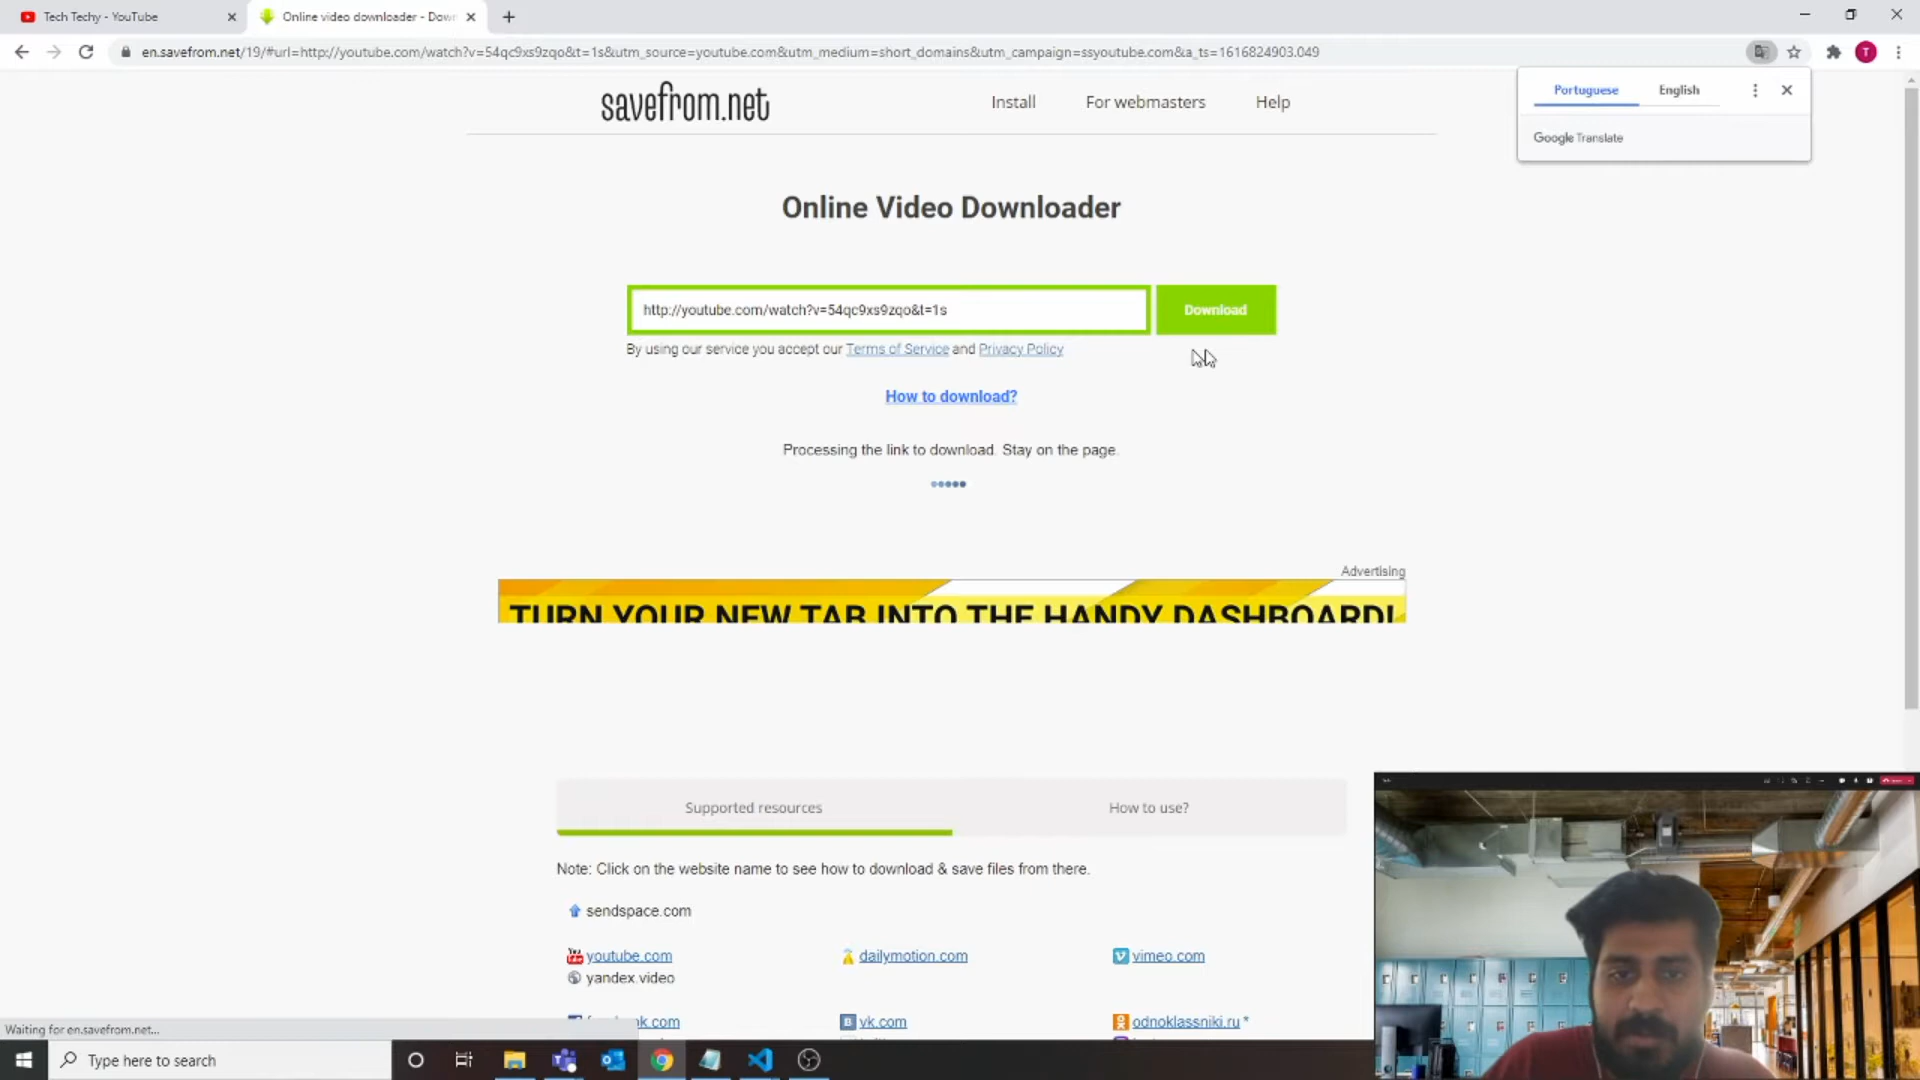 Tech Techy - YouTube
Online video downloader - Down
en.savefrom.net/19/#url=http://youtube.com/watch?v=54qc9xs9zqo&t=1s&utm_source=youtube.com&utm_medium=short_domains&utm_campaign=ssyoutube.com&a_ts=1616824903.049
T
Portuguese English
Google Translate
savefrom.net
Install For webmasters Help
Online Video Downloader
http://youtube.com/watch?v=54qc9xs9zqo&t=1s Download
By using our service you accept our Terms of Service and Privacy Policy
How to download?
Processing the link to download. Stay on the page.
Advertising
TURN YOUR NEW TAB INTO THE HANDY DASHBOARD!
Supported resources How to use?
Note: Click on the website name to see how to download & save files from there.
sendspace.com
youtube.com dailymotion.com vimeo.com
yandex.video
vk.com odnoklassniki.ru *
Waiting for en.savefrom.net...
Type here to search